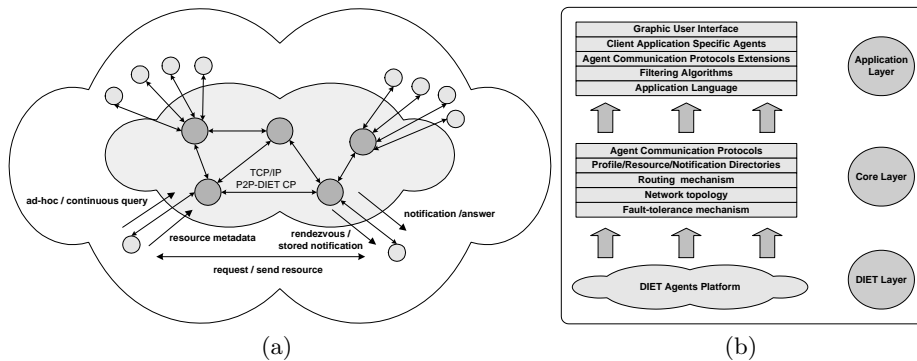 TCP/IP
P2P-DIET CP
ad-hoc / continuous query
resource metadata
rendezvous /
stored notification
notification /answer
request / send resource
(a)
Graphic User Interface
Client Application Specific Agents
Agent Communication Protocols Extensions
Filtering Algorithms
Application Language
Application
Layer
Agent Communication Protocols
Profile/Resource/Notification Directories
Routing mechanism
Network topology
Fault-tolerance mechanism
Core Layer
DIET Agents Platform
DIET Layer
(b)